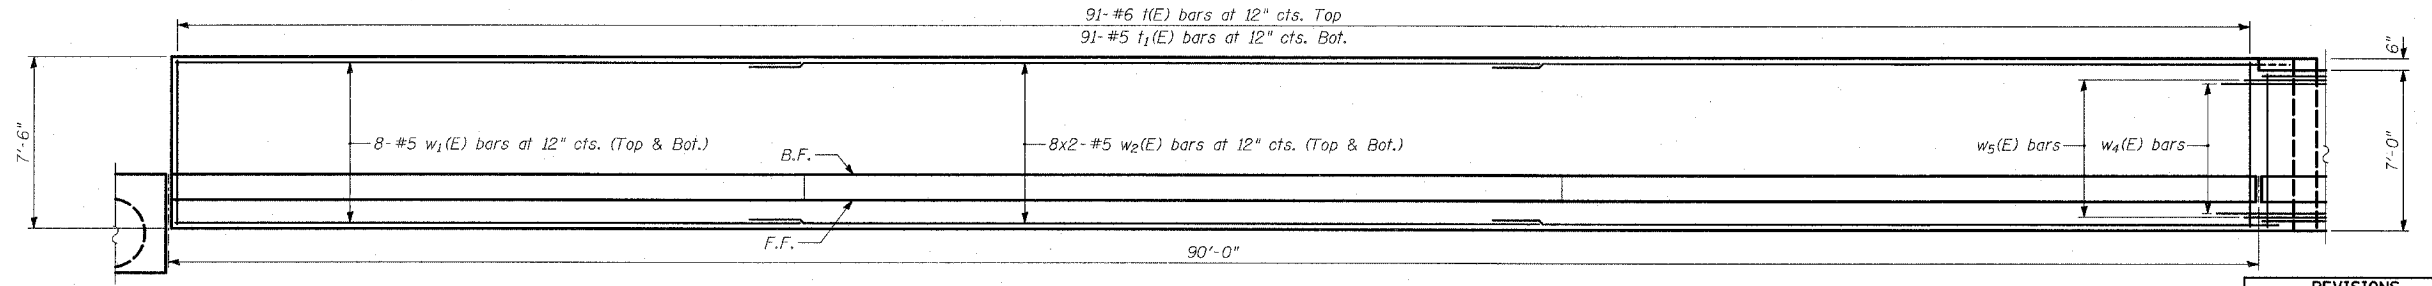 91- #6 t(E) bars at 12" cts. Top
91- #5 t₁(E) bars at 12" cts. Bot.
6"
7'-6"
8- #5 w₁(E) bars at 12" cts. (Top & Bot.)
8x2- #5 w₂(E) bars at 12" cts. (Top & Bot.)
w₅(E) bars
w₄(E) bars
7'-0"
B.F.
F.F.
90'-0"
REVISIONS